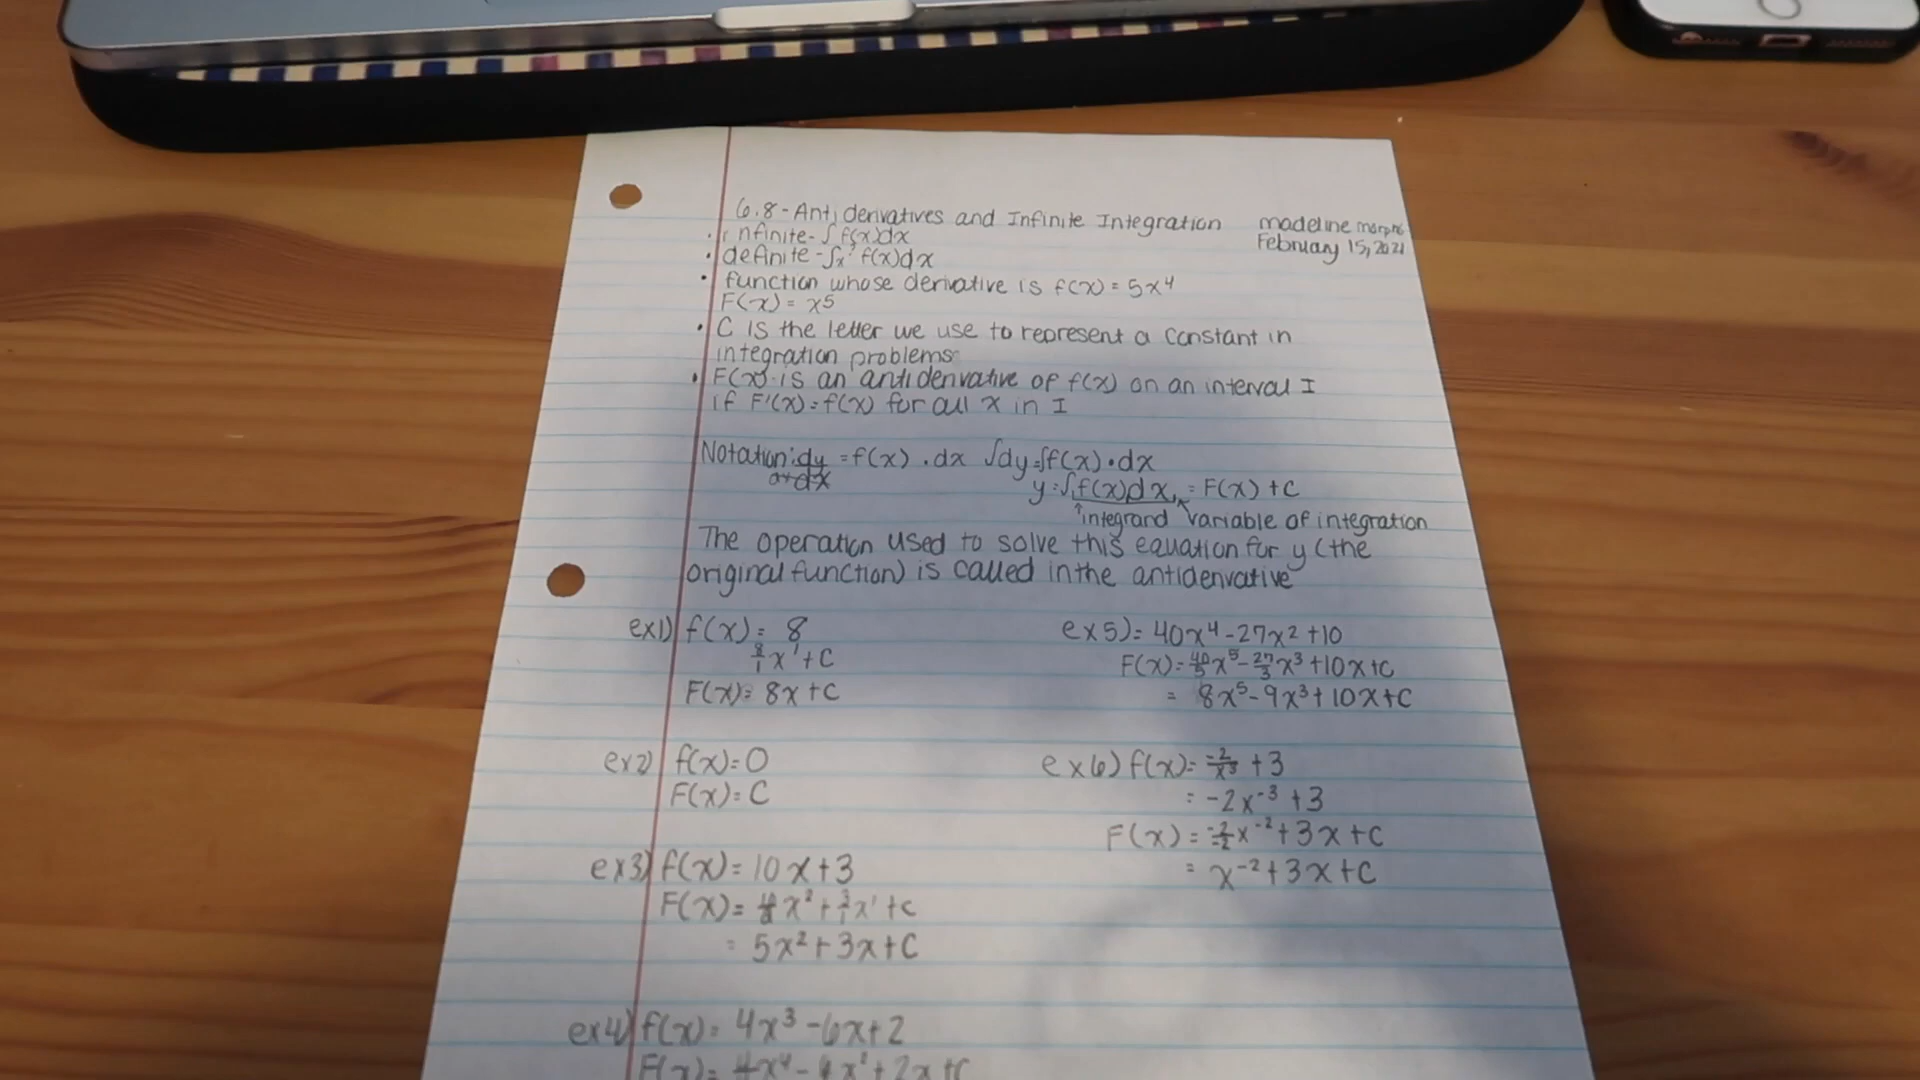 6.8 - Antiderivatives and Infinite Integration
madeline
February 15, 2021
· infinite - ∫ f(x)dx
· definite - ∫ f(x)dx
· function whose derivative is f(x) = 5x⁴
F(x) = x5
· C is the letter we use to represent a constant in
integration problems
· F(x) is an antiderivative of f(x) on an interval I
if F'(x) = f(x) for all x in I
Notation: dy/dx = f(x) · dx ∫dy = ∫f(x) · dx
y = ∫ f(x)dx = F(x) + C
↑ integrand ↖ variable of integration
The operation used to solve this equation for y (the
original function) is called in the antiderivative
ex1) f(x) = 8
8/1 x¹ + C
F(x) = 8x + C
ex2) f(x) = 0
F(x) = C
ex3) f(x) = 10x + 3
F(x) = 10/2 x² + 3/1 x¹ + C
= 5x² + 3x + C
ex4) f(x) = 4x³ - 6x + 2
F(x) = x⁴ - x² + 2x + C
ex5) = 40x⁴ - 27x² + 10
F(x) = 40/5 x⁵ - 27/3 x³ + 10x + C
= 8x⁵ - 9x³ + 10x + C
ex6) f(x) = -2/x³ + 3
= -2x⁻³ + 3
F(x) = -2/-2 x⁻² + 3x + C
= x⁻² + 3x + C